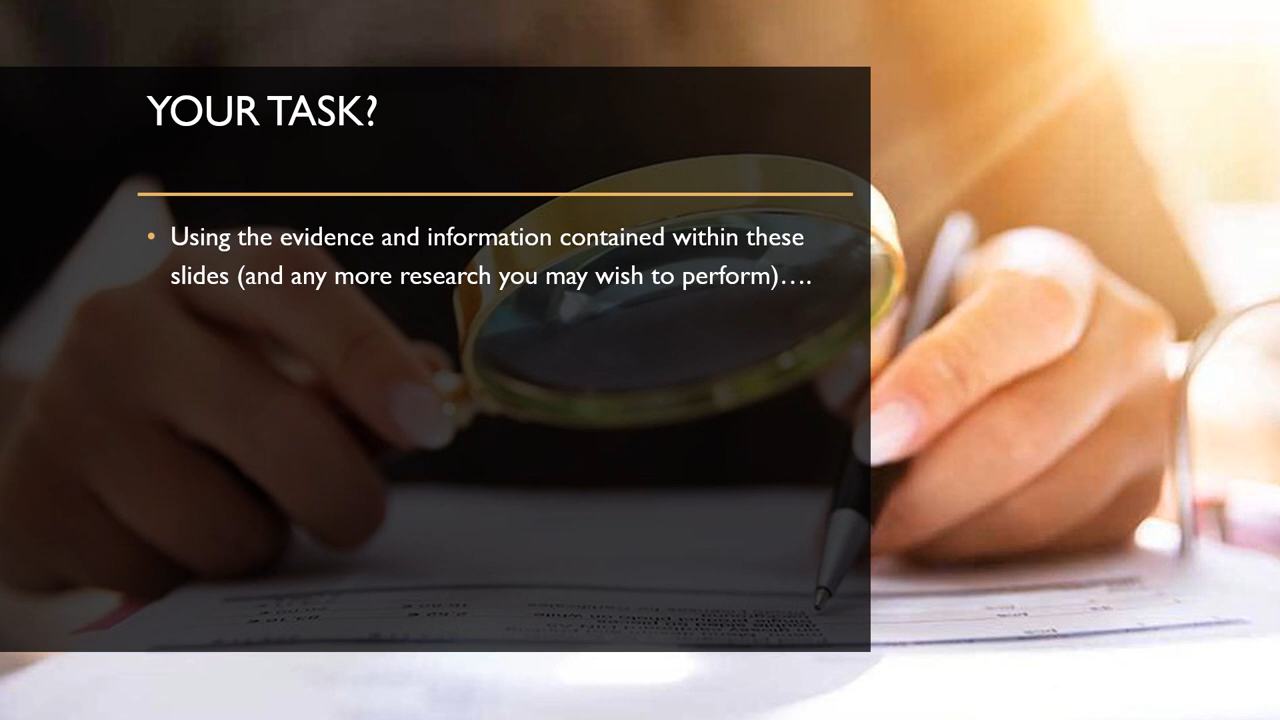 YOUR TASK?
• Using the evidence and information contained within these
slides (and any more research you may wish to perform)….